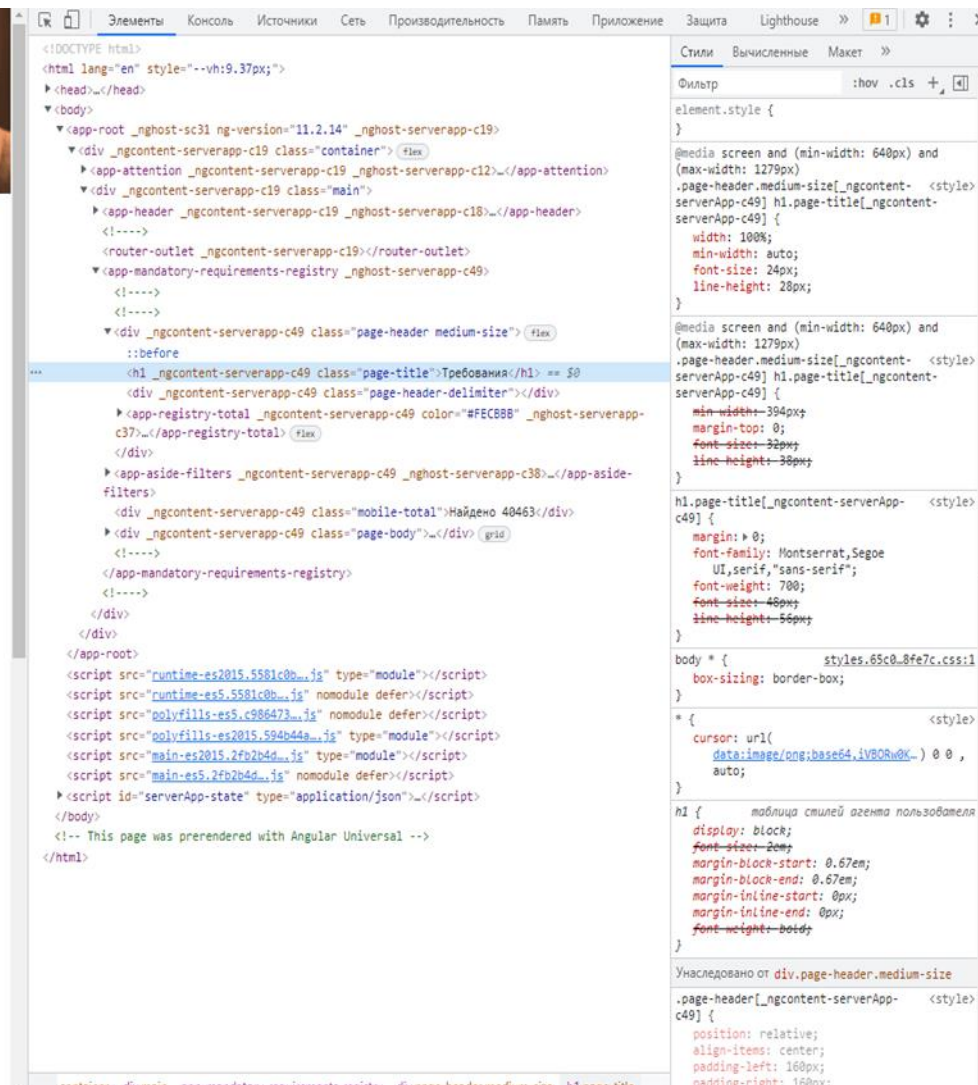 Элементы Консоль Источники Сеть Производительность Память Приложение Защита Lighthouse » 1
<!DOCTYPE html>
<html lang="en" style="--vh:9.37px;">
<head>…</head>
<body>
<app-root _nghost-sc31 ng-version="11.2.14" _nghost-serverapp-c19>
<div _ngcontent-serverapp-c19 class="container"> flex
<app-attention _ngcontent-serverapp-c19 _nghost-serverapp-c12>…</app-attention>
<div _ngcontent-serverapp-c19 class="main">
<app-header _ngcontent-serverapp-c19 _nghost-serverapp-c18>…</app-header>
<!---->
<router-outlet _ngcontent-serverapp-c19></router-outlet>
<app-mandatory-requirements-registry _nghost-serverapp-c49>
<!---->
<!---->
<div _ngcontent-serverapp-c49 class="page-header medium-size"> flex
::before
… <h1 _ngcontent-serverapp-c49 class="page-title">Требования</h1> == $0
<div _ngcontent-serverapp-c49 class="page-header-delimiter"></div>
<app-registry-total _ngcontent-serverapp-c49 color="#FECBBB" _nghost-serverapp-
c37>…</app-registry-total> flex
</div>
<app-aside-filters _ngcontent-serverapp-c49 _nghost-serverapp-c38>…</app-aside-
filters>
<div _ngcontent-serverapp-c49 class="mobile-total">Найдено 40463</div>
<div _ngcontent-serverapp-c49 class="page-body">…</div> grid
<!---->
</app-mandatory-requirements-registry>
<!---->
</div>
</div>
</app-root>
<script src="runtime-es2015.5581c0b….js" type="module"></script>
<script src="runtime-es5.5581c0b….js" nomodule defer></script>
<script src="polyfills-es5.c986473….js" nomodule defer></script>
<script src="polyfills-es2015.594b44a….js" type="module"></script>
<script src="main-es2015.2fb2b4d….js" type="module"></script>
<script src="main-es5.2fb2b4d….js" nomodule defer></script>
<script id="serverApp-state" type="application/json">…</script>
</body>
<!-- This page was prerendered with Angular Universal -->
</html>
Стили Вычисленные Макет »
Фильтр :hov .cls +
element.style {
}
@media screen and (min-width: 640px) and
(max-width: 1279px)
.page-header.medium-size[_ngcontent- <style>
serverApp-c49] h1.page-title[_ngcontent-
serverApp-c49] {
width: 100%;
min-width: auto;
font-size: 24px;
line-height: 28px;
}
@media screen and (min-width: 640px) and
(max-width: 1279px)
.page-header.medium-size[_ngcontent- <style>
serverApp-c49] h1.page-title[_ngcontent-
serverApp-c49] {
min-width: 394px;
margin-top: 0;
font-size: 32px;
line-height: 38px;
}
h1.page-title[_ngcontent-serverApp- <style>
c49] {
margin: 0;
font-family: Montserrat,Segoe
UI,serif,"sans-serif";
font-weight: 700;
font-size: 48px;
line-height: 56px;
}
body * { styles.65c0…8fe7c.css:1
box-sizing: border-box;
}
* { <style>
cursor: url(
data:image/png;base64,iVBORw0K…) 0 0 ,
auto;
}
h1 { таблица стилей агента пользователя
display: block;
font-size: 2em;
margin-block-start: 0.67em;
margin-block-end: 0.67em;
margin-inline-start: 0px;
margin-inline-end: 0px;
font-weight: bold;
}
Унаследовано от div.page-header.medium-size
.page-header[_ngcontent-serverApp- <style>
c49] {
position: relative;
align-items: center;
padding-left: 160px;
padding-right: 160px;